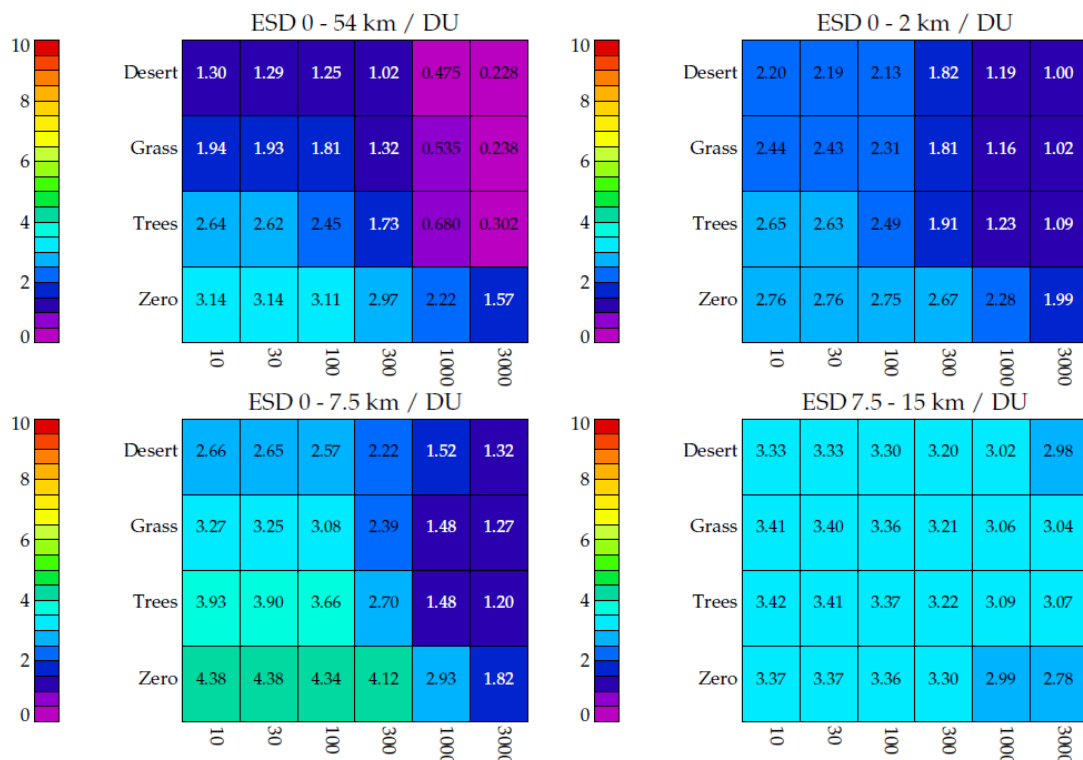 ESD 0 - 54 km / DU
10
8
6
4
2
0
Desert 1.30 1.29 1.25 1.02 0.475 0.228
Grass 1.94 1.93 1.81 1.32 0.535 0.238
Trees 2.64 2.62 2.45 1.73 0.680 0.302
Zero 3.14 3.14 3.11 2.97 2.22 1.57
10 30 100 300 1000 3000
ESD 0 - 2 km / DU
10
8
6
4
2
0
Desert 2.20 2.19 2.13 1.82 1.19 1.00
Grass 2.44 2.43 2.31 1.81 1.16 1.02
Trees 2.65 2.63 2.49 1.91 1.23 1.09
Zero 2.76 2.76 2.75 2.67 2.28 1.99
10 30 100 300 1000 3000
ESD 0 - 7.5 km / DU
10
8
6
4
2
0
Desert 2.66 2.65 2.57 2.22 1.52 1.32
Grass 3.27 3.25 3.08 2.39 1.48 1.27
Trees 3.93 3.90 3.66 2.70 1.48 1.20
Zero 4.38 4.38 4.34 4.12 2.93 1.82
10 30 100 300 1000 3000
ESD 7.5 - 15 km / DU
10
8
6
4
2
0
Desert 3.33 3.33 3.30 3.20 3.02 2.98
Grass 3.41 3.40 3.36 3.21 3.06 3.04
Trees 3.42 3.41 3.37 3.22 3.09 3.07
Zero 3.37 3.37 3.36 3.30 2.99 2.78
10 30 100 300 1000 3000